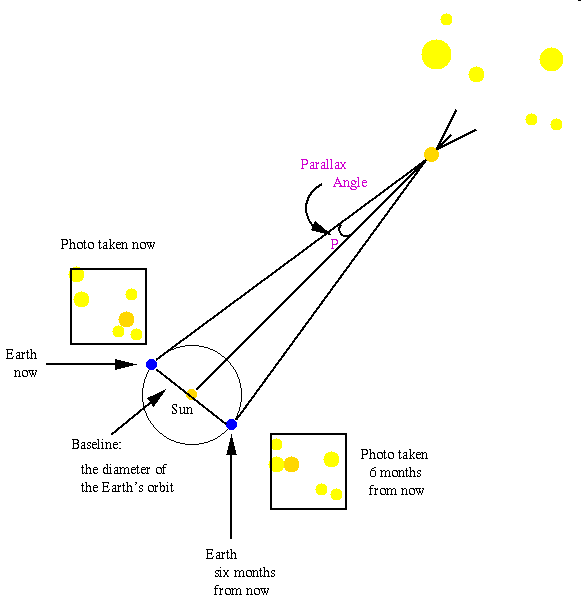 Parallax
Angle
P
Photo taken now
Earth
now
Sun
Baseline:
the diameter of
the Earth's orbit
Photo taken
6 months
from now
Earth
six months
from now